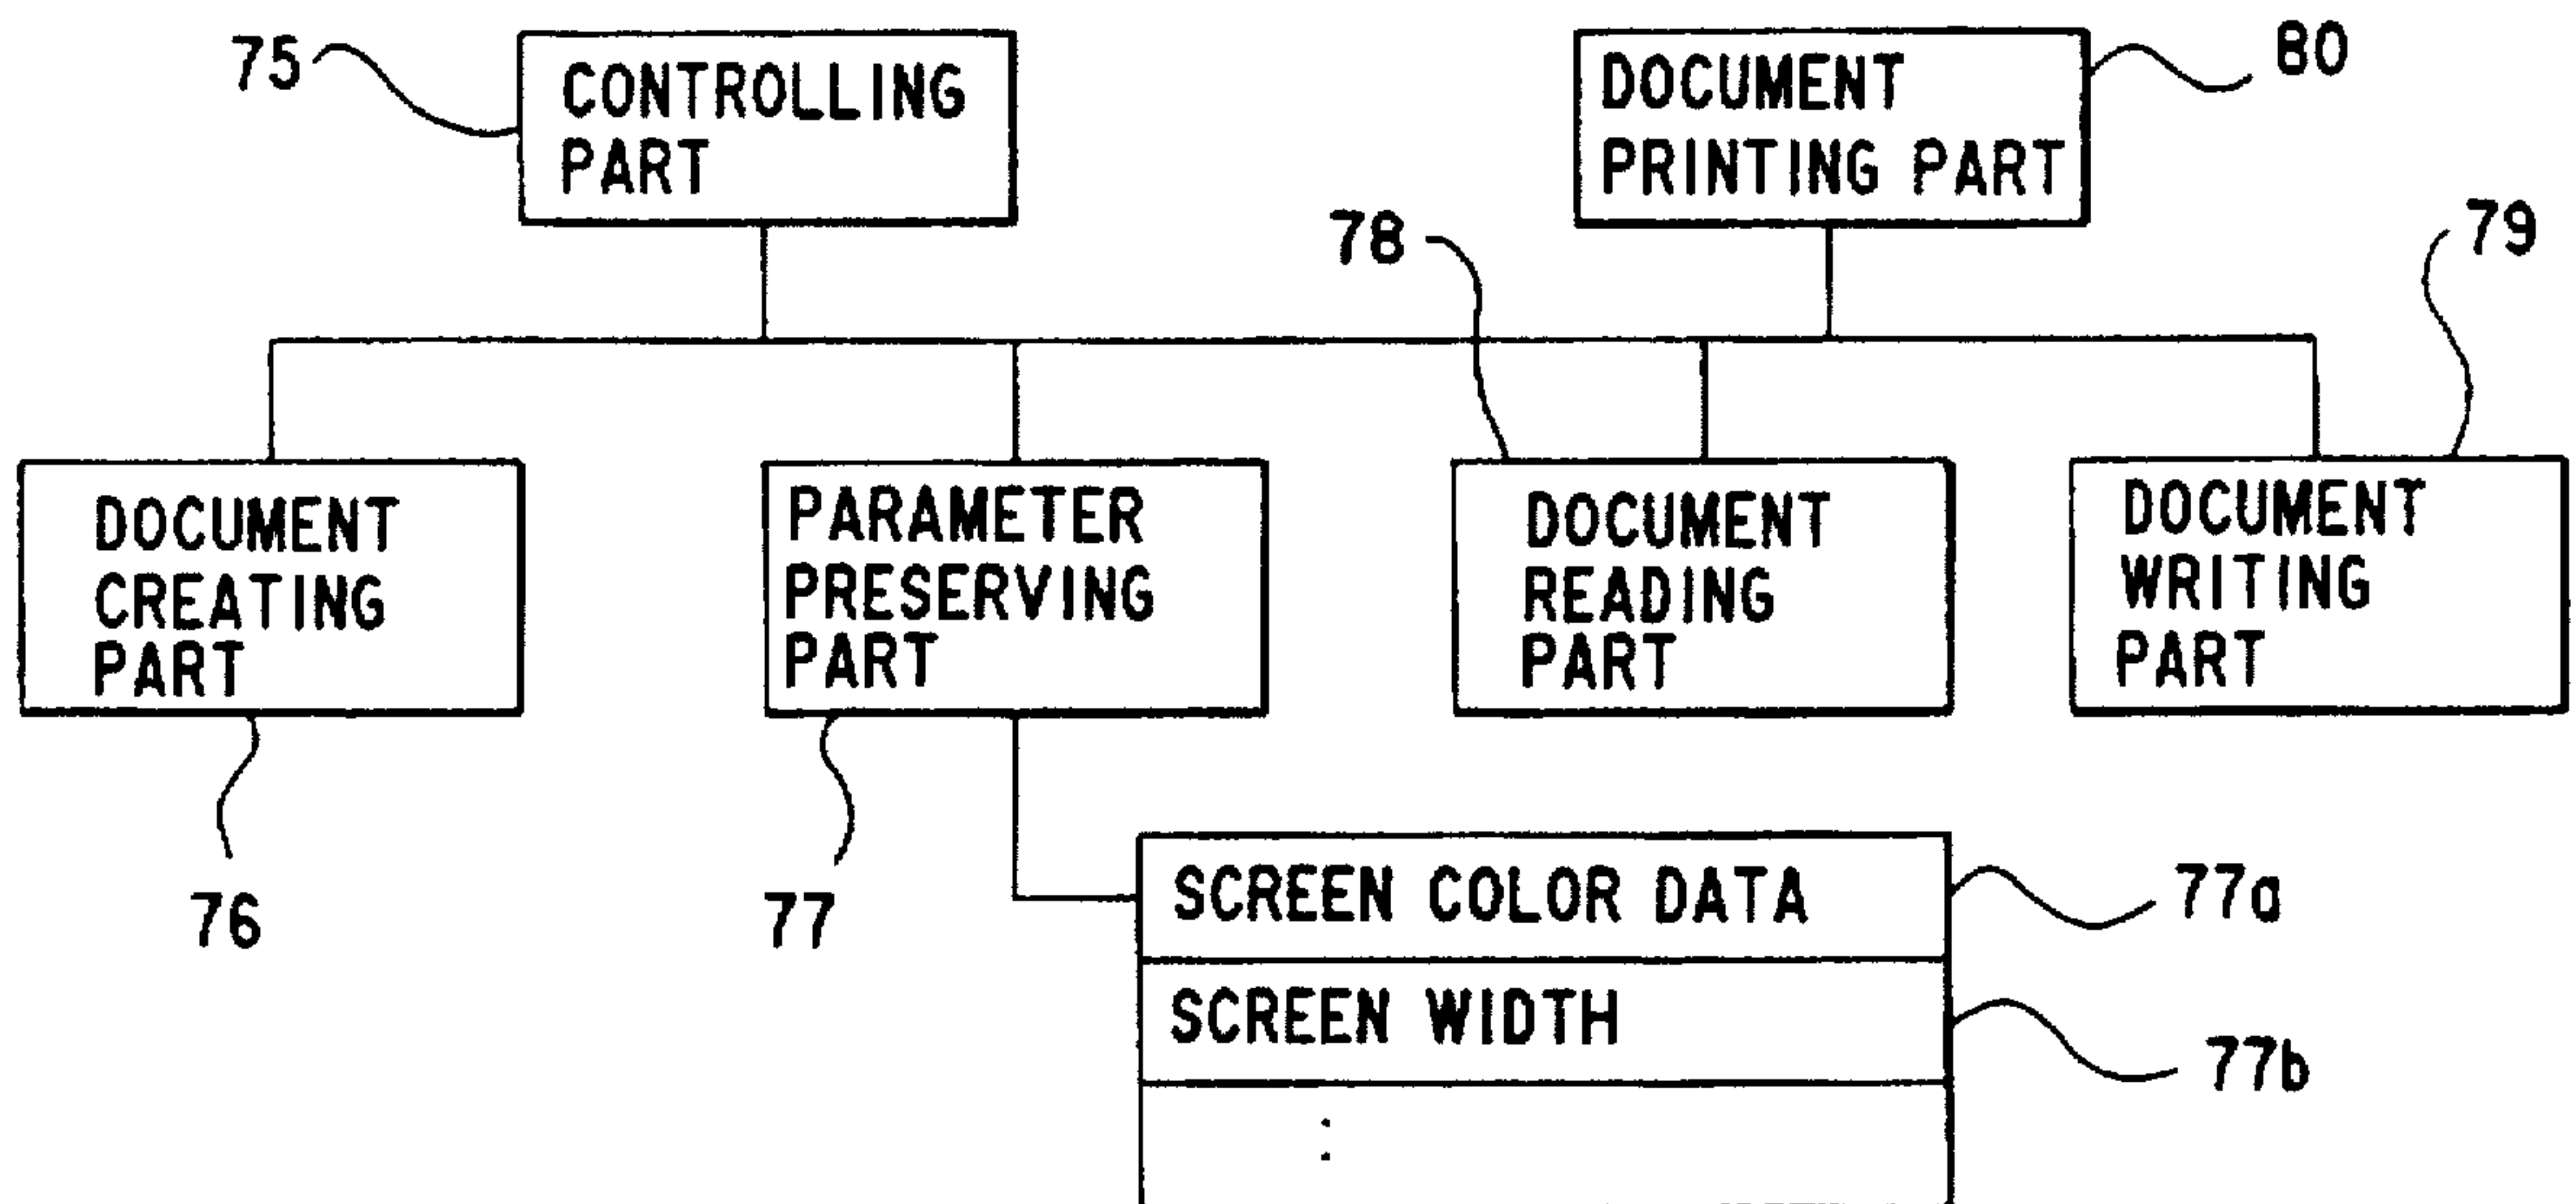 75
CONTROLLING
PART
DOCUMENT
PRINTING PART
80
78
79
DOCUMENT
CREATING
PART
PARAMETER
PRESERVING
PART
DOCUMENT
READING
PART
DOCUMENT
WRITING
PART
76
77
SCREEN COLOR DATA
77a
SCREEN WIDTH
77b
: